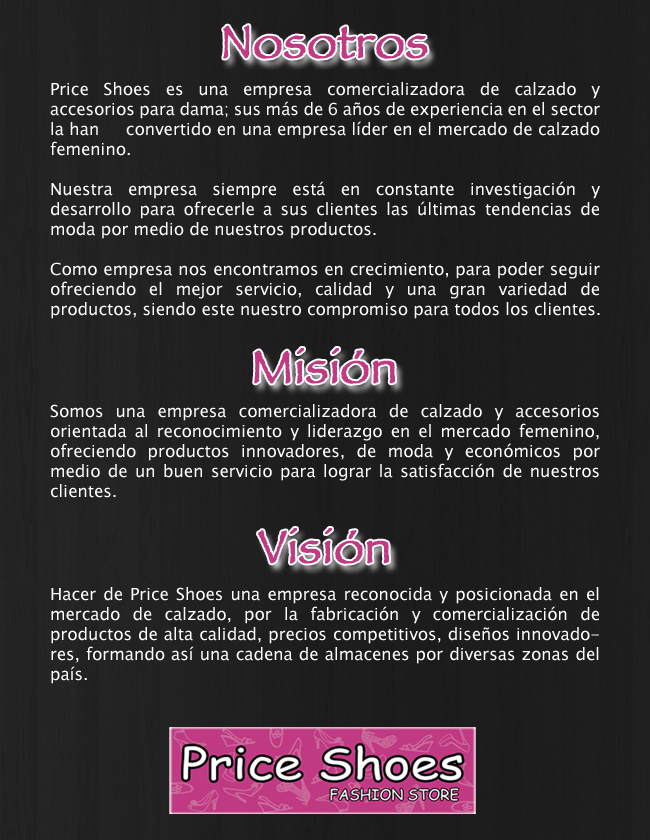 Nosotros
Price Shoes es una empresa comercializadora de calzado y
accesorios para dama; sus más de 6 años de experiencia en el sector
la han convertido en una empresa líder en el mercado de calzado
femenino.
Nuestra empresa siempre está en constante investigación y
desarrollo para ofrecerle a sus clientes las últimas tendencias de
moda por medio de nuestros productos.
Como empresa nos encontramos en crecimiento, para poder seguir
ofreciendo el mejor servicio, calidad y una gran variedad de
productos, siendo este nuestro compromiso para todos los clientes.
Misión
Somos una empresa comercializadora de calzado y accesorios
orientada al reconocimiento y liderazgo en el mercado femenino,
ofreciendo productos innovadores, de moda y económicos por
medio de un buen servicio para lograr la satisfacción de nuestros
clientes.
Visión
Hacer de Price Shoes una empresa reconocida y posicionada en el
mercado de calzado, por la fabricación y comercialización de
productos de alta calidad, precios competitivos, diseños innovado-
res, formando así una cadena de almacenes por diversas zonas del
país.
Price Shoes
FASHION STORE